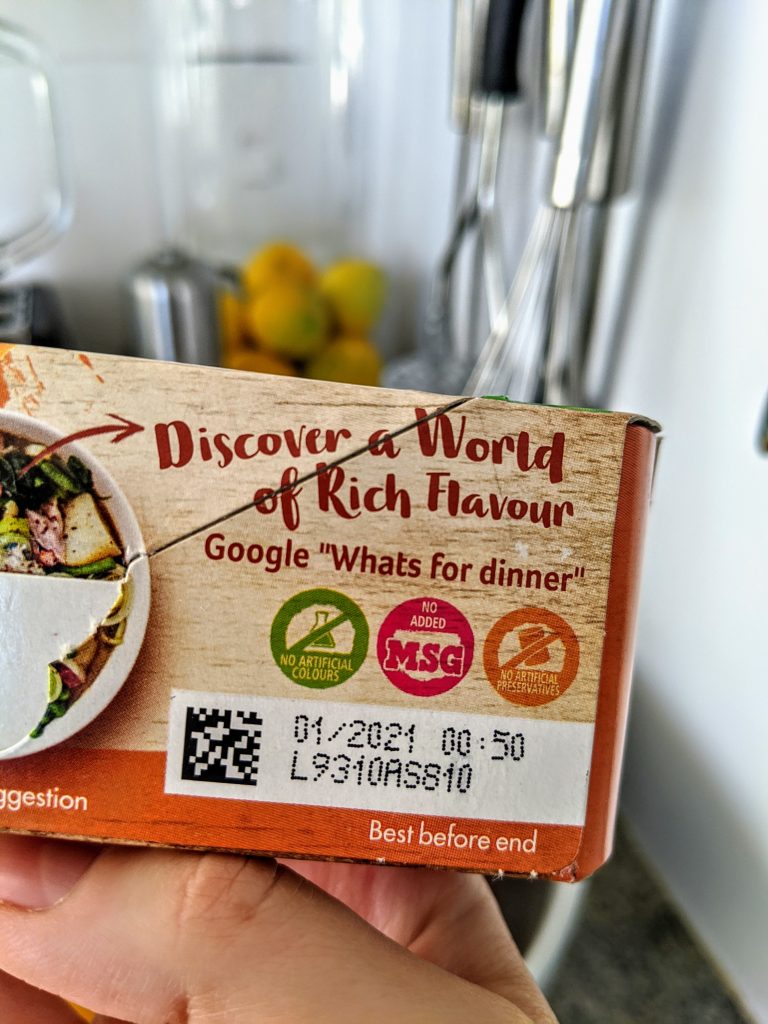 Discover a World
of Rich Flavour
Google "Whats for dinner"
NO ARTIFICIAL
COLOURS
NO
ADDED
MSG
NO ARTIFICIAL
PRESERVATIVES
01/2021 00:50
L9310AS810
Best before end